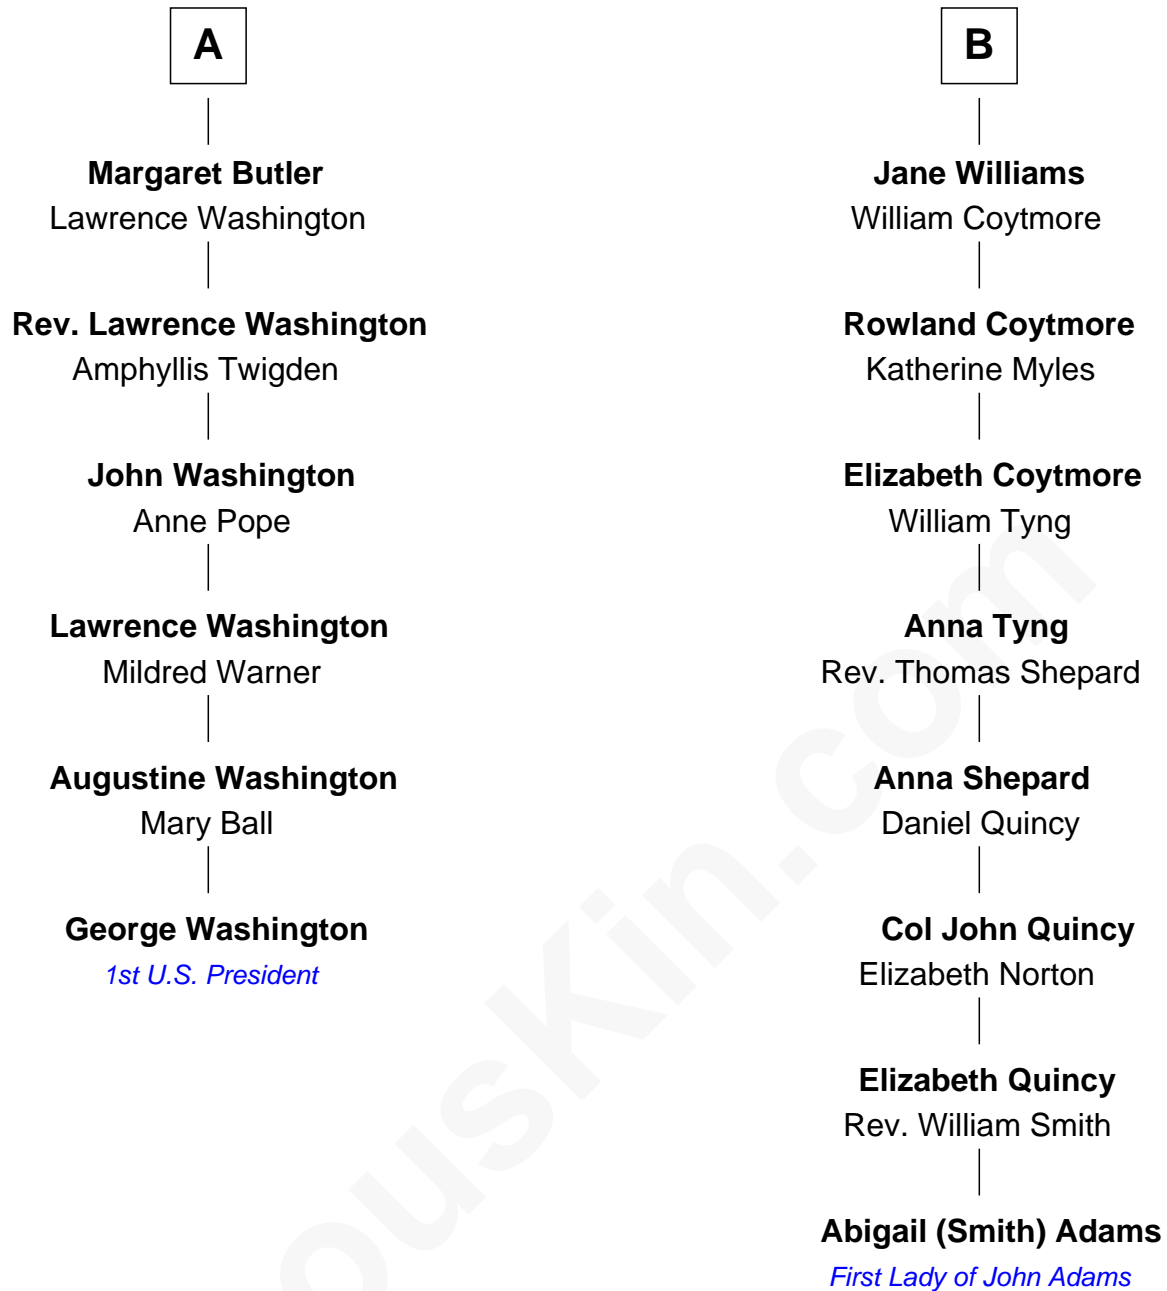 A
Margaret Butler
Lawrence Washington
Rev. Lawrence Washington
Amphyllis Twigden
John Washington
Anne Pope
Lawrence Washington
Mildred Warner
Augustine Washington
Mary Ball
George Washington
1st U.S. President
B
Jane Williams
William Coytmore
Rowland Coytmore
Katherine Myles
Elizabeth Coytmore
William Tyng
Anna Tyng
Rev. Thomas Shepard
Anna Shepard
Daniel Quincy
Col John Quincy
Elizabeth Norton
Elizabeth Quincy
Rev. William Smith
Abigail (Smith) Adams
First Lady of John Adams
ousKin.com